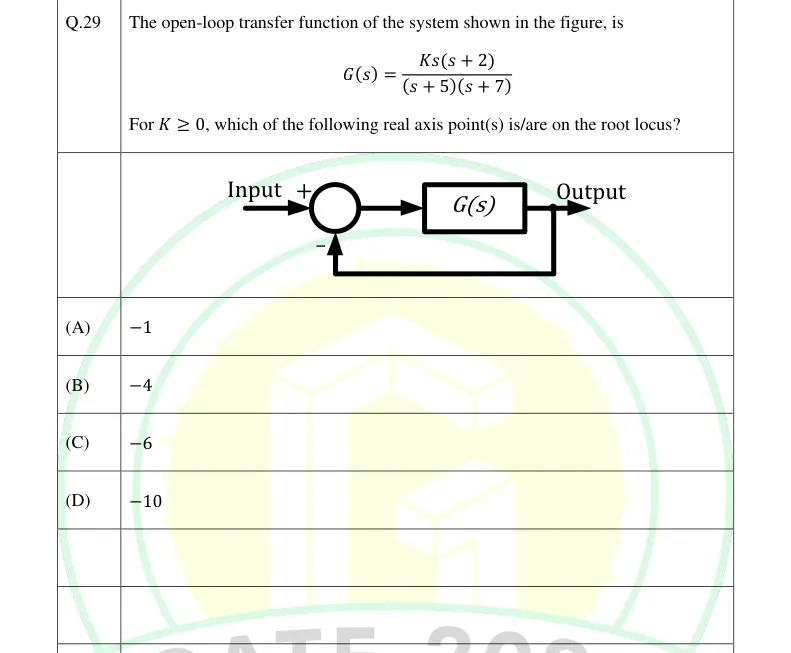 Q.29 The open-loop transfer function of the system shown in the figure, is
G(s) = Ks(s + 2) / (s + 5)(s + 7)
For K ≥ 0, which of the following real axis point(s) is/are on the root locus?
Input + G(s) Output
−
(A) −1
(B) −4
(C) −6
(D) −10